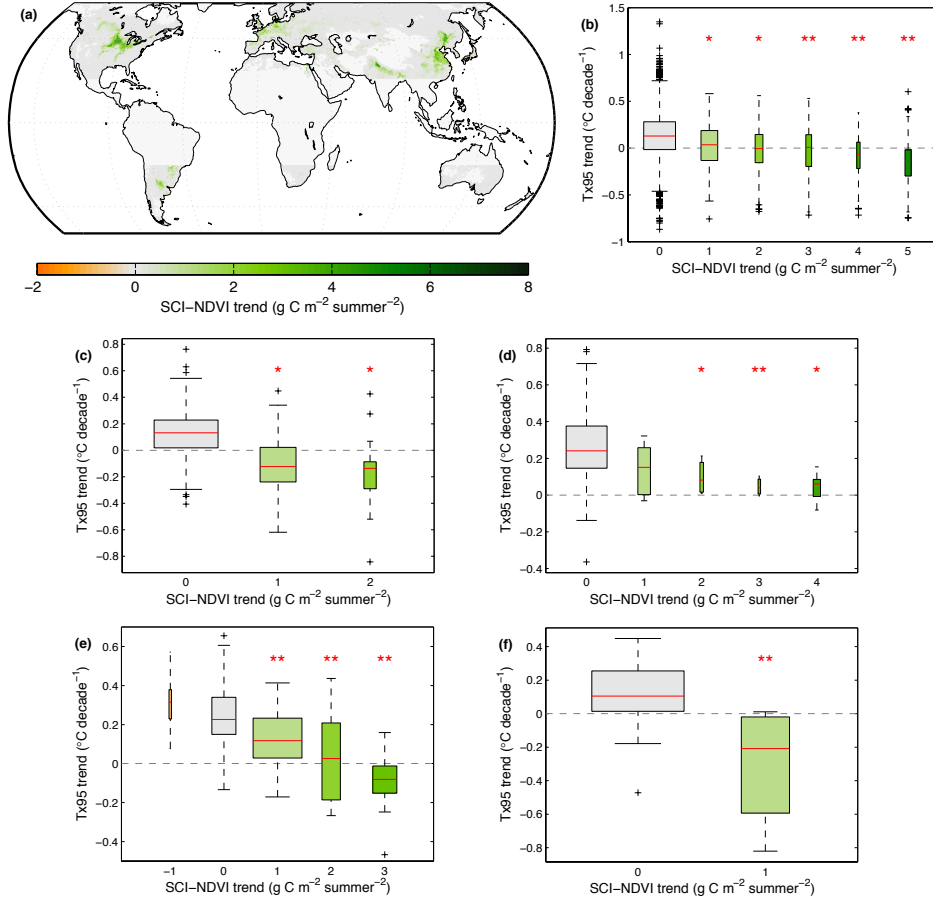 (a)
−2 0 2 4 6 8
SCI−NDVI trend (g C m−2 summer−2)
(b)
* * ** ** **
Tx95 trend (°C decade−1)
1.5
1
0.5
0
−0.5
−1
0 1 2 3 4 5
SCI−NDVI trend (g C m−2 summer−2)
(c)
* *
Tx95 trend (°C decade−1)
0.8
0.6
0.4
0.2
0
−0.2
−0.4
−0.6
−0.8
0 1 2
SCI−NDVI trend (g C m−2 summer−2)
(d)
* ** *
Tx95 trend (°C decade−1)
0.8
0.6
0.4
0.2
0
−0.2
−0.4
0 1 2 3 4
SCI−NDVI trend (g C m−2 summer−2)
(e)
** ** **
Tx95 trend (°C decade−1)
0.6
0.4
0.2
0
−0.2
−0.4
−1 0 1 2 3
SCI−NDVI trend (g C m−2 summer−2)
(f)
**
Tx95 trend (°C decade−1)
0.4
0.2
0
−0.2
−0.4
−0.6
−0.8
0 1
SCI−NDVI trend (g C m−2 summer−2)